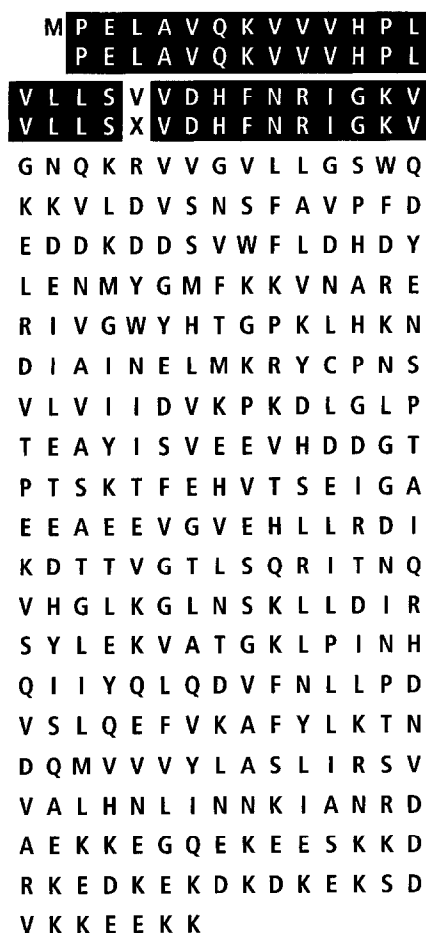 M P E L A V Q K V V V H P L
P E L A V Q K V V V H P L
V L L S V V D H F N R I G K V
V L L S X V D H F N R I G K V
G N Q K R V V G V L L G S W Q
K K V L D V S N S F A V P F D
E D D K D D S V W F L D H D Y
L E N M Y G M F K K V N A R E
R I V G W Y H T G P K L H K N
D I A I N E L M K R Y C P N S
V L V I I D V K P K D L G L P
T E A Y I S V E E V H D D G T
P T S K T F E H V T S E I G A
E E A E E V G V E H L L R D I
K D T T V G T L S Q R I T N Q
V H G L K G L N S K L L D I R
S Y L E K V A T G K L P I N H
Q I I Y Q L Q D V F N L L P D
V S L Q E F V K A F Y L K T N
D Q M V V V Y L A S L I R S V
V A L H N L I N N K I A N R D
A E K K E G Q E K E E S K K D
R K E D K E K D K D K E K S D
V K K E E K K